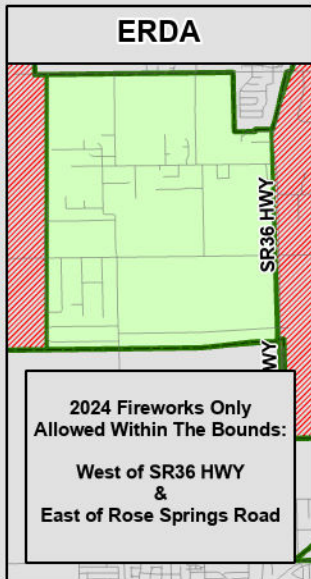 ERDA
SR36 HWY
WY
2024 Fireworks Only
Allowed Within The Bounds:
West of SR36 HWY
&
East of Rose Springs Road